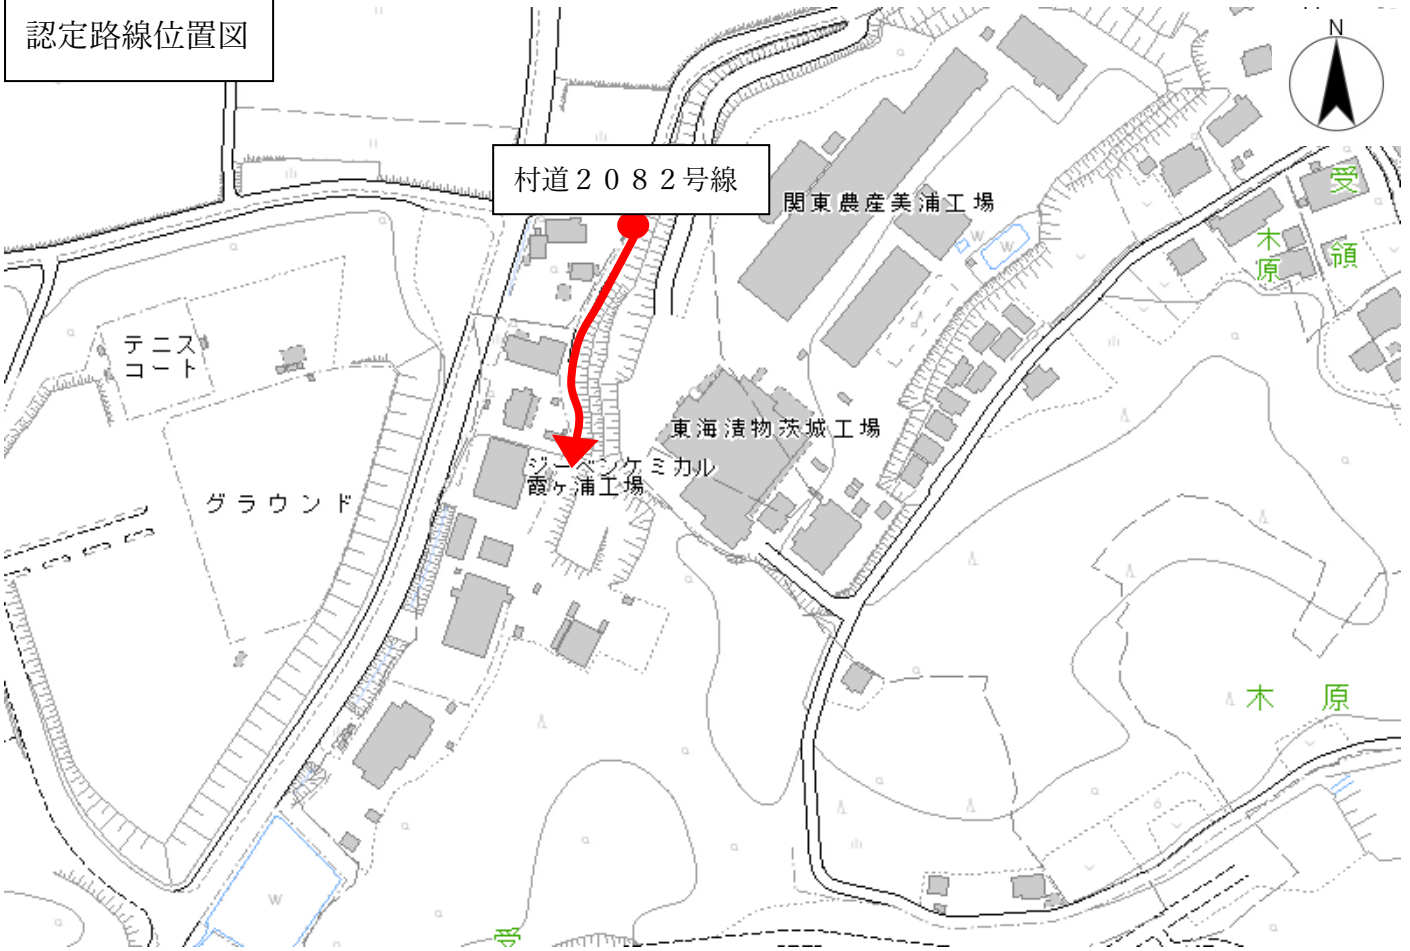 認定路線位置図
N
村道２０８２号線
関東農産美浦工場
受
領
木
原
W
W
テニス
コート
東海漬物茨城工場
ジーベンケミカル
霞ヶ浦工場
グラウンド
木原
W
受